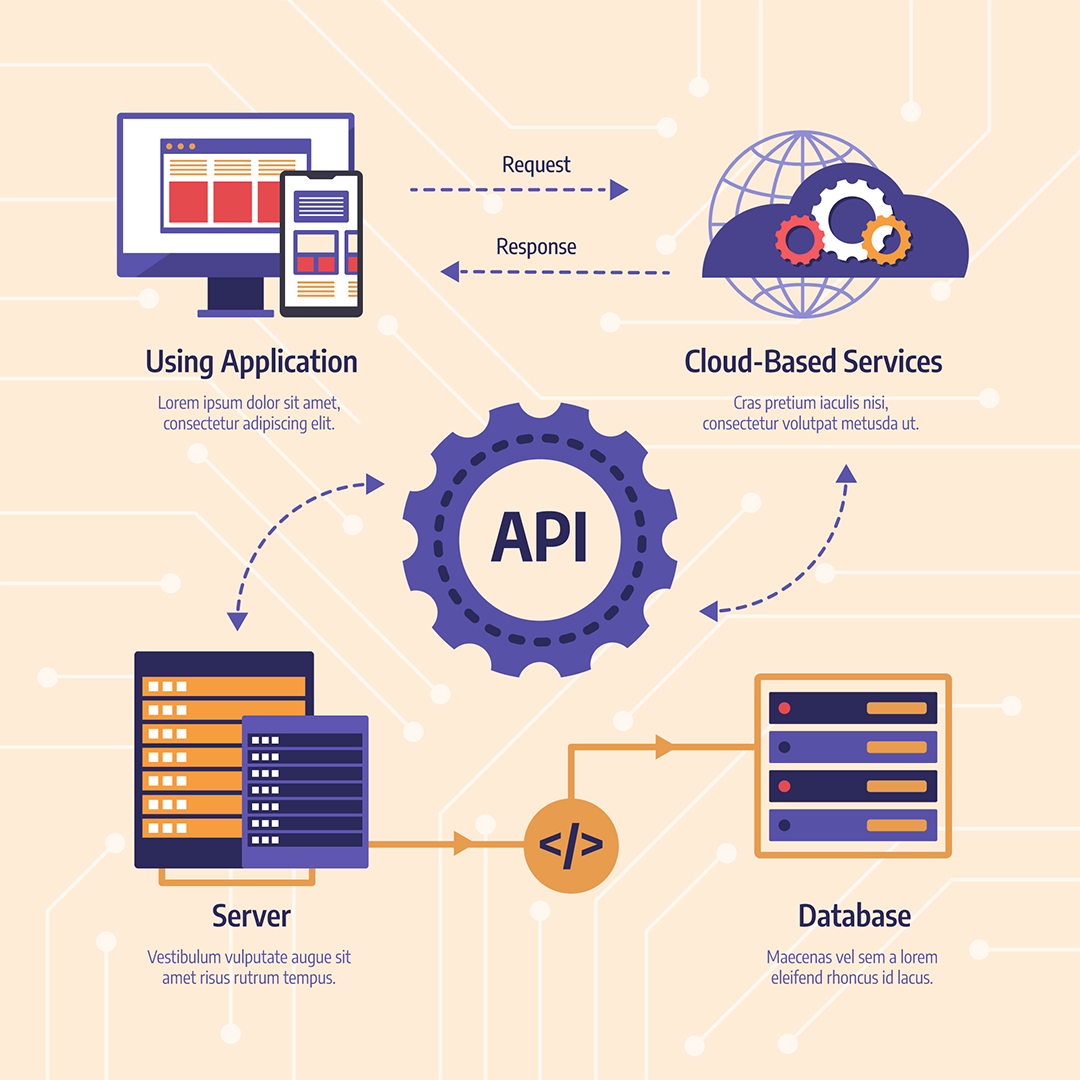 Request
Response
Using Application
Lorem ipsum dolor sit amet,
consectetur adipiscing elit.
Cloud-Based Services
Cras pretium iaculis nisi,
consectetur volutpat metusda ut.
API
</>
Server
Vestibulum vulputate augue sit
amet risus rutrum tempus.
Database
Maecenas vel sem a lorem
eleifend rhoncus id lacus.